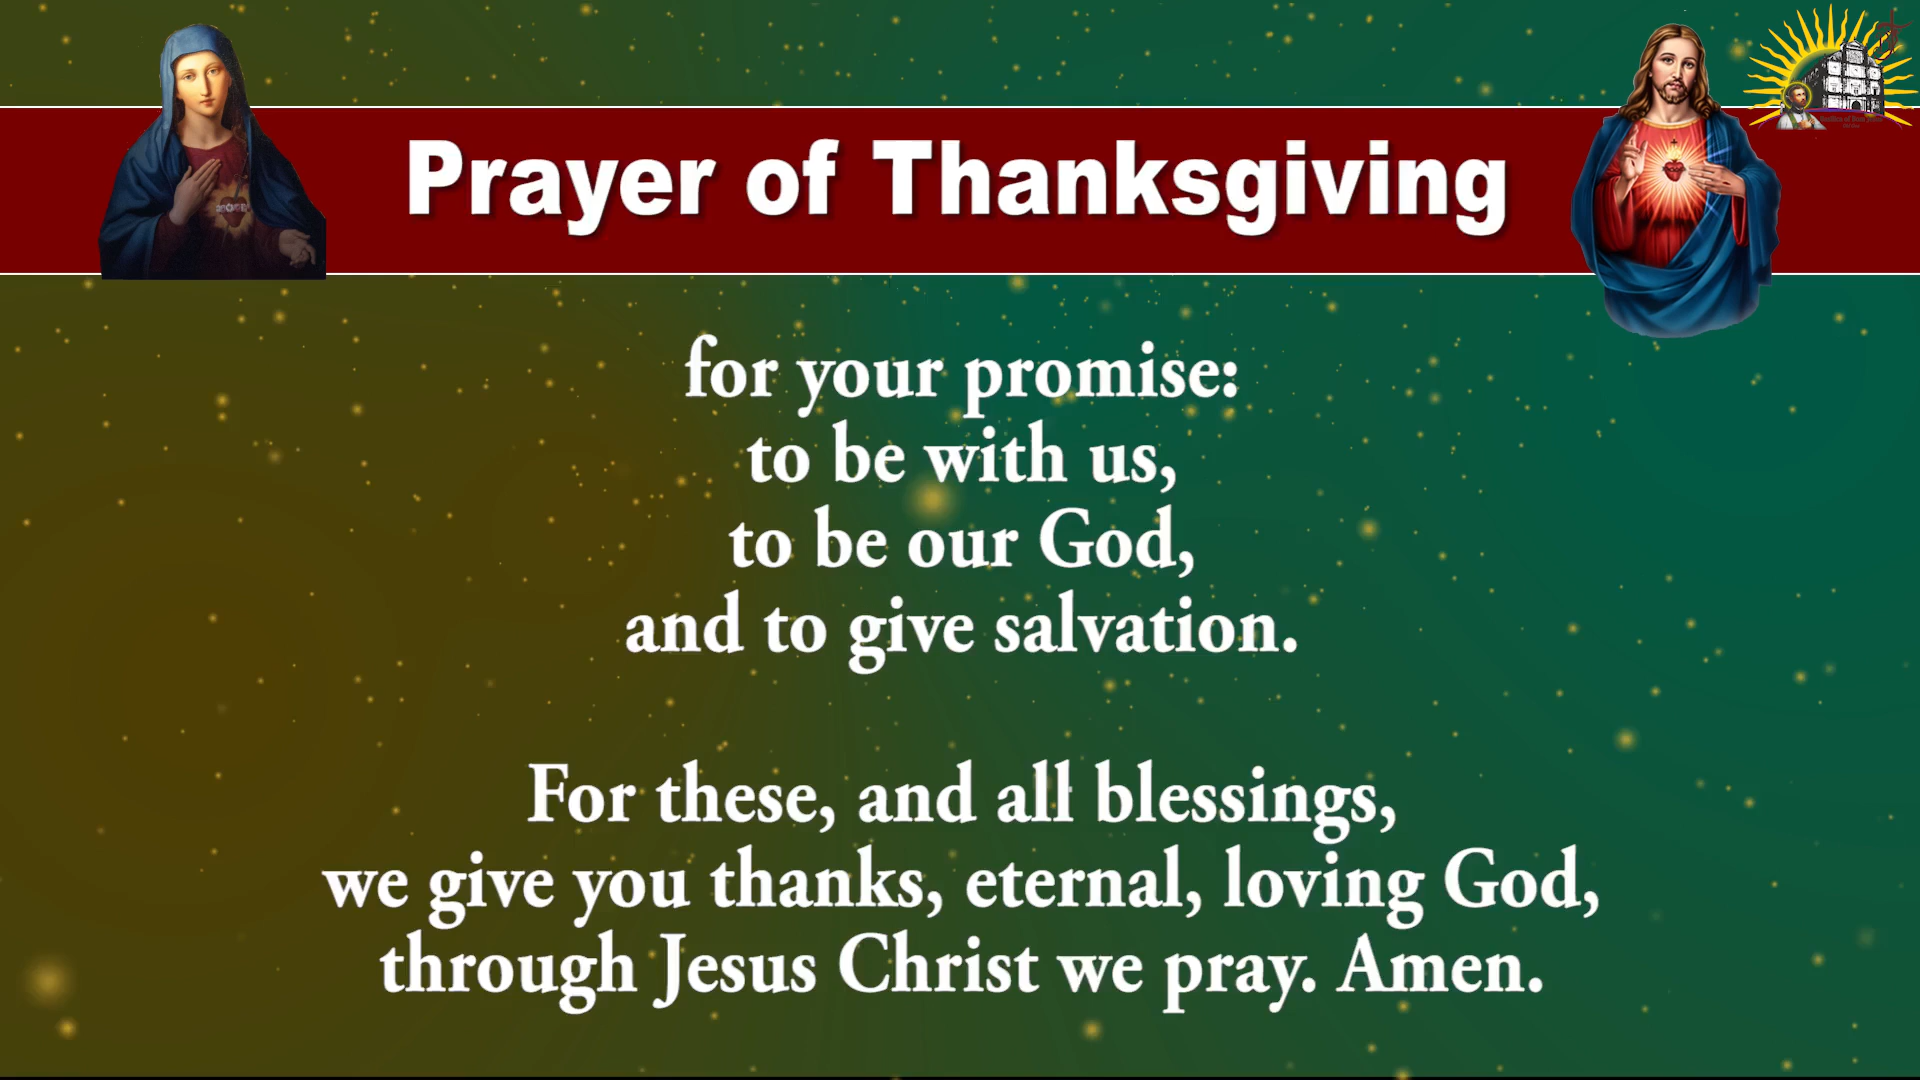 Prayer of Thanksgiving
for your promise:
to be with us,
to be our God,
and to give salvation.
For these, and all blessings,
we give you thanks, eternal, loving God,
through Jesus Christ we pray. Amen.